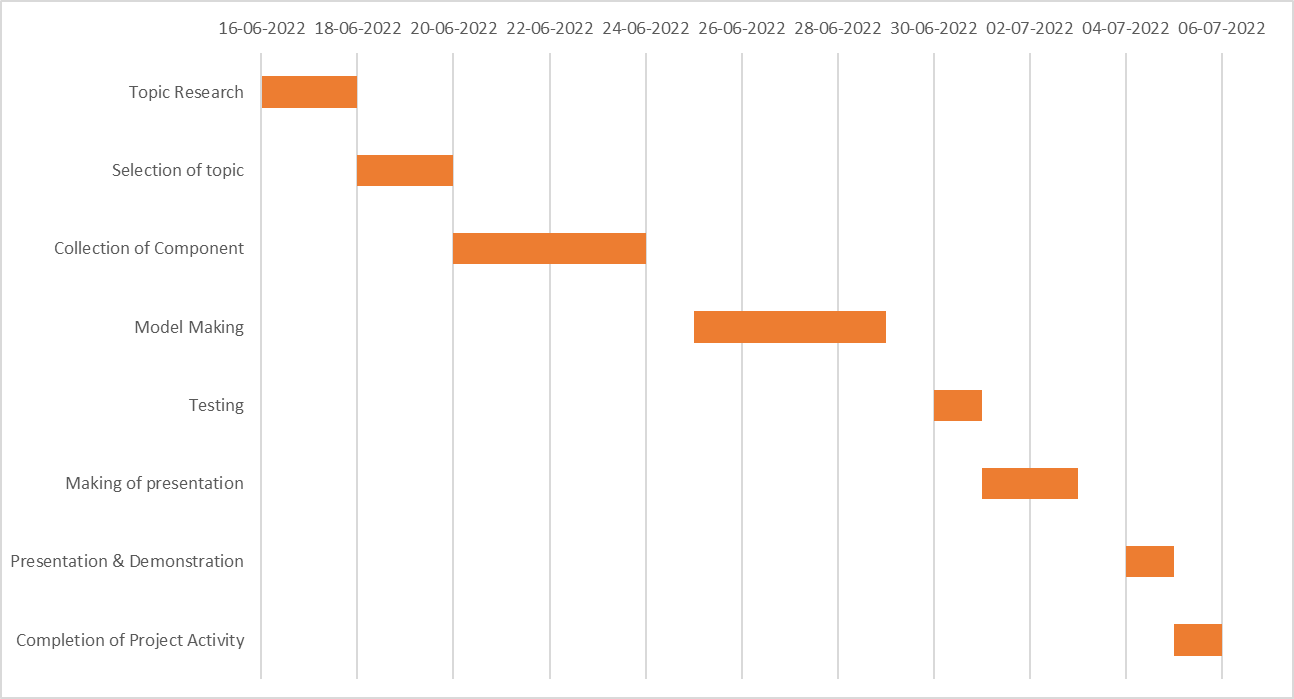 16-06-2022 18-06-2022 20-06-2022 22-06-2022 24-06-2022 26-06-2022 28-06-2022 30-06-2022 02-07-2022 04-07-2022 06-07-2022
Topic Research
Selection of topic
Collection of Component
Model Making
Testing
Making of presentation
Presentation & Demonstration
Completion of Project Activity